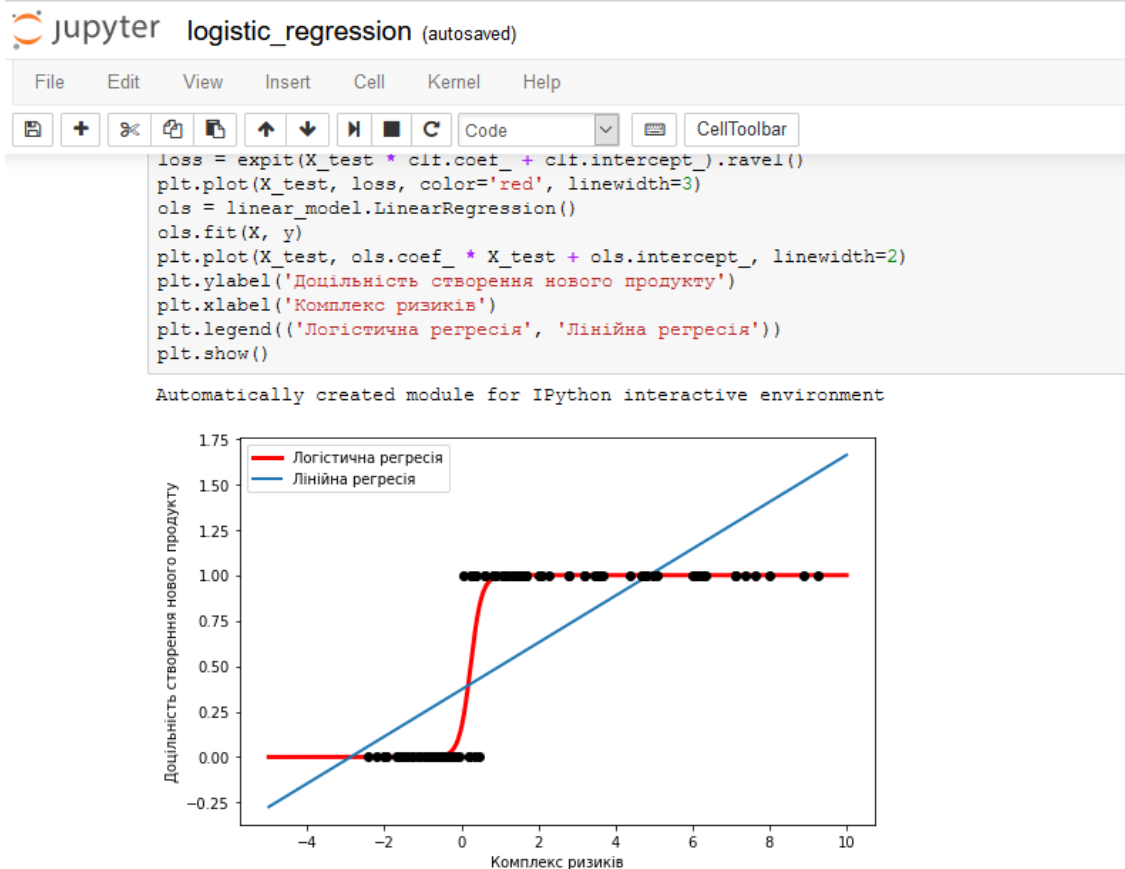 jupyter logistic_regression (autosaved)
File Edit View Insert Cell Kernel Help
Code CellToolbar
loss = expit(X_test * clf.coef_ + clf.intercept_).ravel()
plt.plot(X_test, loss, color='red', linewidth=3)
ols = linear_model.LinearRegression()
ols.fit(X, y)
plt.plot(X_test, ols.coef_ * X_test + ols.intercept_, linewidth=2)
plt.ylabel('Доцільність створення нового продукту')
plt.xlabel('Комплекс ризиків')
plt.legend(('Логістична регресія', 'Лінійна регресія'))
plt.show()
Automatically created module for IPython interactive environment
Доцільність створення нового продукту
1.75
1.50
1.25
1.00
0.75
0.50
0.25
0.00
−0.25
Логістична регресія
Лінійна регресія
−4 −2 0 2 4 6 8 10
Комплекс ризиків